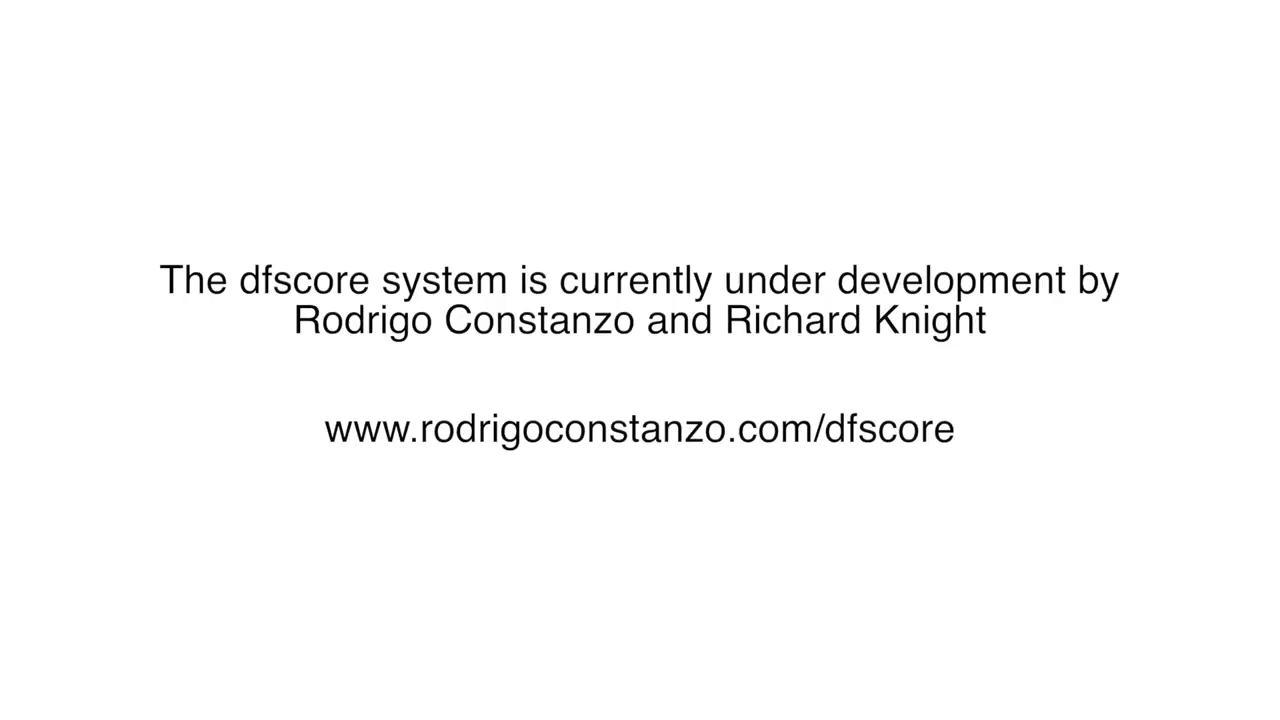 The dfscore system is currently under development by
Rodrigo Constanzo and Richard Knight
www.rodrigoconstanzo.com/dfscore